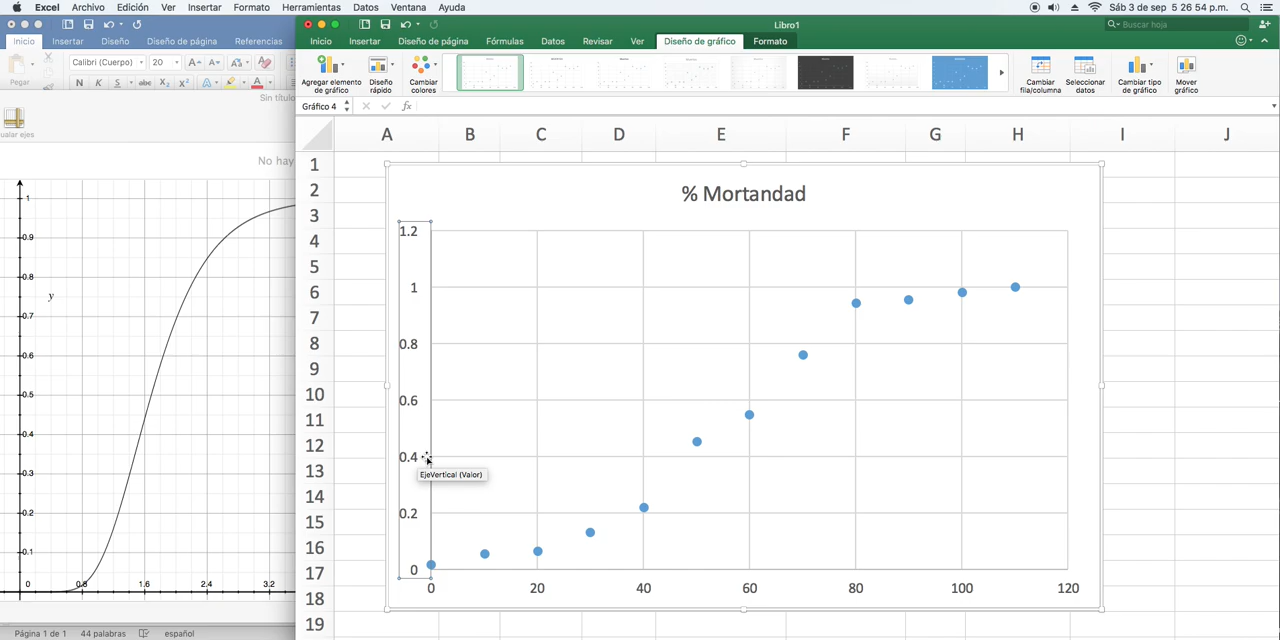 Excel Archivo Edición Ver Insertar Formato Herramientas Datos Ventana Ayuda
Sáb 3 de sep 5 26 54 p.m.
Libro1
Buscar hoja
Inicio Insertar Diseño Diseño de página Referencias
Inicio Insertar Diseño de página Fórmulas Datos Revisar Ver Diseño de gráfico Formato
Calibri (Cuerpo) 20 A A Aa
Pegar
N K S abc X₂ X² A A
Agregar elemento de gráfico
Diseño rápido
Cambiar colores
Cambiar fila/columna
Seleccionar datos
Cambiar tipo de gráfico
Mover gráfico
Sin títul
Gráfico 4
fx
ualar ejes
No hay
A B C D E F G H I J
1
2
3
4
5
6
7
8
9
10
11
12
13
14
15
16
17
18
19
% Mortandad
1.2
1
0.8
0.6
0.4
0.2
0
0 20 40 60 80 100 120
EjeVertical (Valor)
1
0.9
0.8
0.7
0.6
0.5
0.4
0.3
0.2
0.1
y
0 0.8 1.6 2.4 3.2
Página 1 de 1 44 palabras español